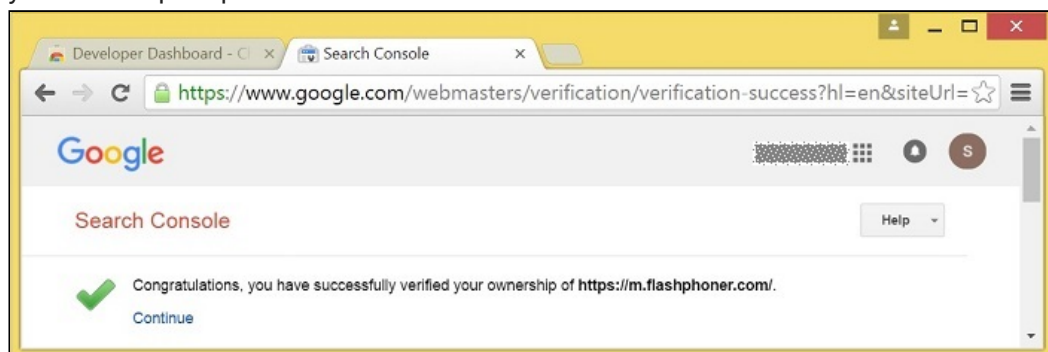 Developer Dashboard - Cl
Search Console
https://www.google.com/webmasters/verification/verification-success?hl=en&siteUrl=
Google
S
Search Console
Help
Congratulations, you have successfully verified your ownership of https://m.flashphoner.com/.
Continue